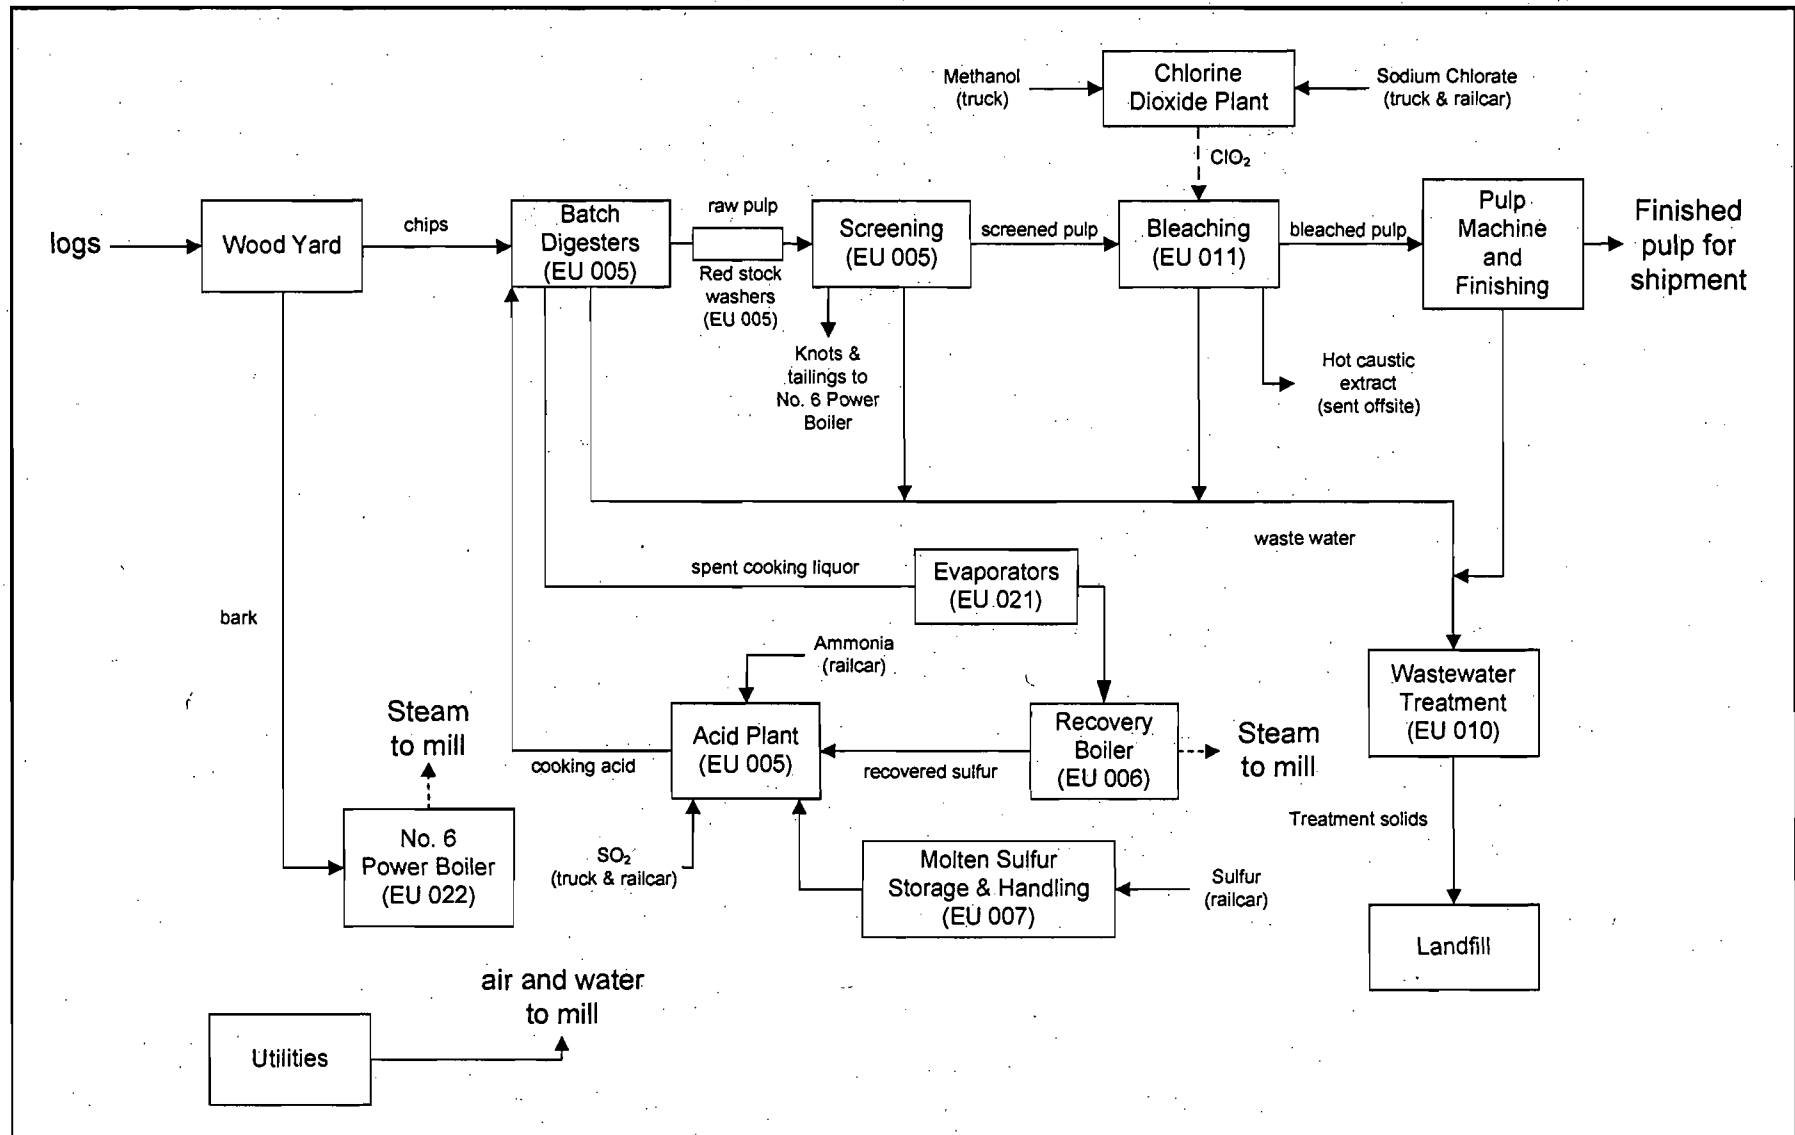 Methanol
(truck)
Chlorine
Dioxide Plant
Sodium Chlorate
(truck & railcar)
ClO₂
logs
Wood Yard
chips
Batch
Digesters
(EU 005)
raw pulp
Red stock
washers
(EU 005)
Screening
(EU 005)
screened pulp
Bleaching
(EU 011)
bleached pulp
Pulp
Machine
and
Finishing
Finished
pulp for
shipment
Knots &
tailings to
No. 6 Power
Boiler
Hot caustic
extract
(sent offsite)
waste water
spent cooking liquor
Evaporators
(EU 021)
bark
Ammonia
(railcar)
Steam
to mill
Acid Plant
(EU 005)
cooking acid
recovered sulfur
Recovery
Boiler
(EU 006)
Steam
to mill
Wastewater
Treatment
(EU 010)
Treatment solids
No. 6
Power Boiler
(EU 022)
SO₂
(truck & railcar)
Molten Sulfur
Storage & Handling
(EU 007)
Sulfur
(railcar)
Landfill
air and water
to mill
Utilities